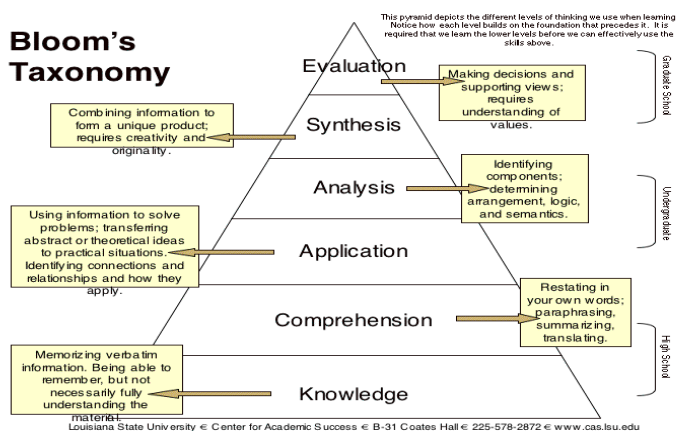 This pyramid depicts the different levels of thinking we use when learning
Notice how each level builds on the foundation that precedes it. It is
required that we learn the lower levels before we can effectively use the
skills above.
Bloom's
Taxonomy
Evaluation
Making decisions and
supporting views;
requires
understanding of
values.
Graduate School
Combining information to
form a unique product;
requires creativity and
originality.
Synthesis
Analysis
Identifying
components;
determining
arrangement, logic,
and semantics.
Undergraduate
Using information to solve
problems; transferring
abstract or theoretical ideas
to practical situations.
Identifying connections and
relationships and how they
apply.
Application
Comprehension
Restating in
your own words;
paraphrasing,
summarizing,
translating.
High School
Memorizing verbatim
information. Being able to
remember, but not
necessarily fully
understanding the
material.
Knowledge
Louisiana State University ∈ Center for Academic Success ∈ B-31 Coates Hall ∈ 225-578-2872 ∈ www.cas.lsu.edu